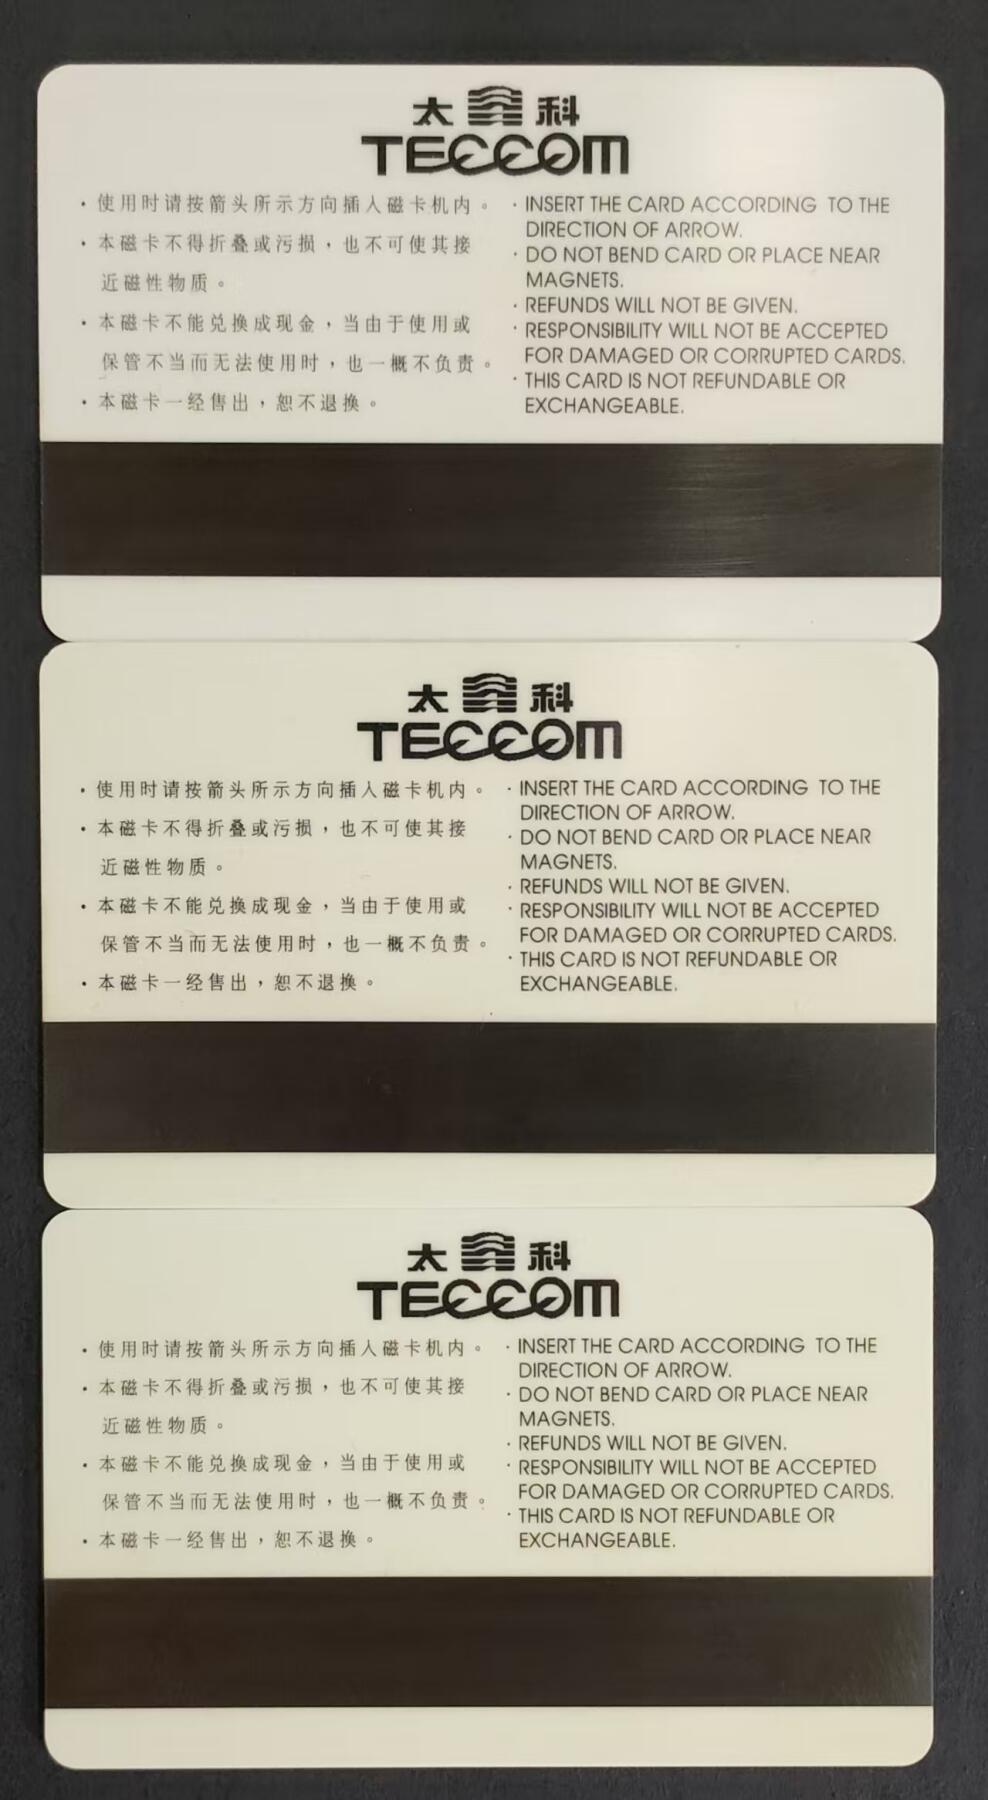 太鑫科
TECCOM
· 使用时请按箭头所示方向插入磁卡机内。
· 本磁卡不得折叠或污损，也不可使其接
近磁性物质。
· 本磁卡不能兑换成现金，当由于使用或
保管不当而无法使用时，也一概不负责。
· 本磁卡一经售出，恕不退换。
· INSERT THE CARD ACCORDING TO THE
DIRECTION OF ARROW.
· DO NOT BEND CARD OR PLACE NEAR
MAGNETS.
· REFUNDS WILL NOT BE GIVEN.
· RESPONSIBILITY WILL NOT BE ACCEPTED
FOR DAMAGED OR CORRUPTED CARDS.
· THIS CARD IS NOT REFUNDABLE OR
EXCHANGEABLE.
太鑫科
TECCOM
· 使用时请按箭头所示方向插入磁卡机内。
· 本磁卡不得折叠或污损，也不可使其接
近磁性物质。
· 本磁卡不能兑换成现金，当由于使用或
保管不当而无法使用时，也一概不负责。
· 本磁卡一经售出，恕不退换。
· INSERT THE CARD ACCORDING TO THE
DIRECTION OF ARROW.
· DO NOT BEND CARD OR PLACE NEAR
MAGNETS.
· REFUNDS WILL NOT BE GIVEN.
· RESPONSIBILITY WILL NOT BE ACCEPTED
FOR DAMAGED OR CORRUPTED CARDS.
· THIS CARD IS NOT REFUNDABLE OR
EXCHANGEABLE.
太鑫科
TECCOM
· 使用时请按箭头所示方向插入磁卡机内。
· 本磁卡不得折叠或污损，也不可使其接
近磁性物质。
· 本磁卡不能兑换成现金，当由于使用或
保管不当而无法使用时，也一概不负责。
· 本磁卡一经售出，恕不退换。
· INSERT THE CARD ACCORDING TO THE
DIRECTION OF ARROW.
· DO NOT BEND CARD OR PLACE NEAR
MAGNETS.
· REFUNDS WILL NOT BE GIVEN.
· RESPONSIBILITY WILL NOT BE ACCEPTED
FOR DAMAGED OR CORRUPTED CARDS.
· THIS CARD IS NOT REFUNDABLE OR
EXCHANGEABLE.